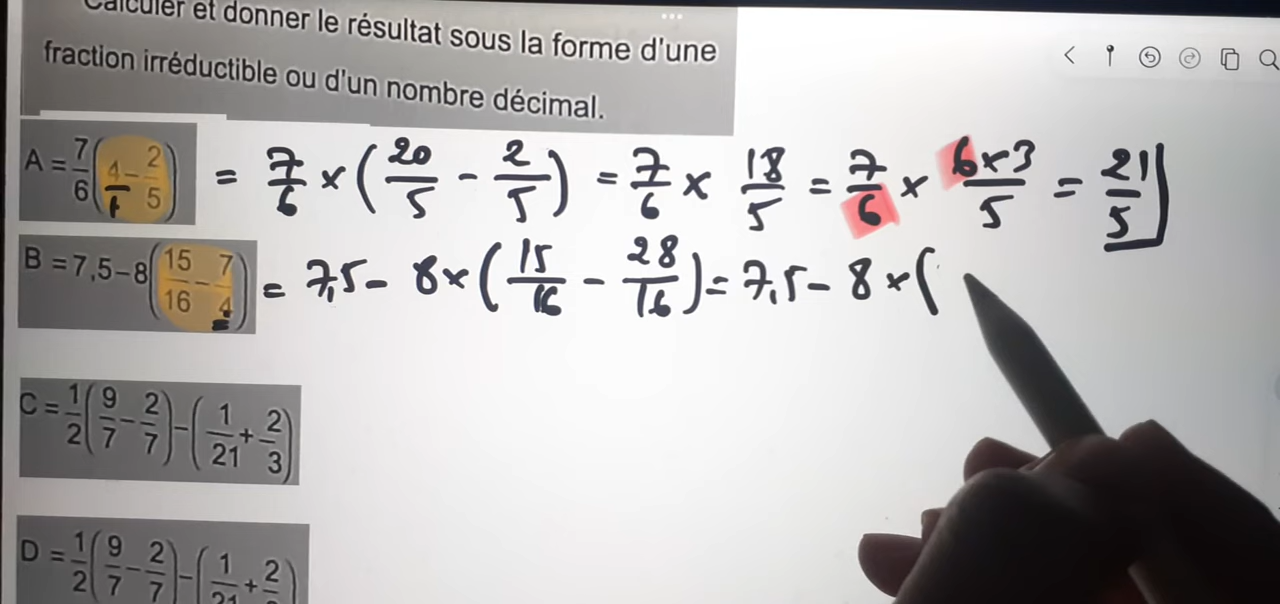 Calculer et donner le résultat sous la forme d'une
fraction irréductible ou d'un nombre décimal.
A = 7/6 (4 - 2/5) = 7/6 × (20/5 - 2/5) = 7/6 × 18/5 = 7/6 × 6×3/5 = 21/5
1
B = 7,5 - 8 (15/16 - 7/4) = 7,5 - 8 × (15/16 - 28/16) = 7,5 - 8 × (
C = 1/2 (9/7 - 2/7) - (1/21 + 2/3)
D = 1/2 (9/7 - 2/7) - (1/21 + 2